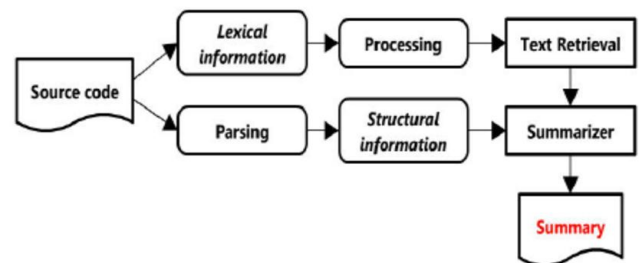 Lexical
information
Processing
Text Retrieval
Source code
Parsing
Structural
information
Summarizer
Summary